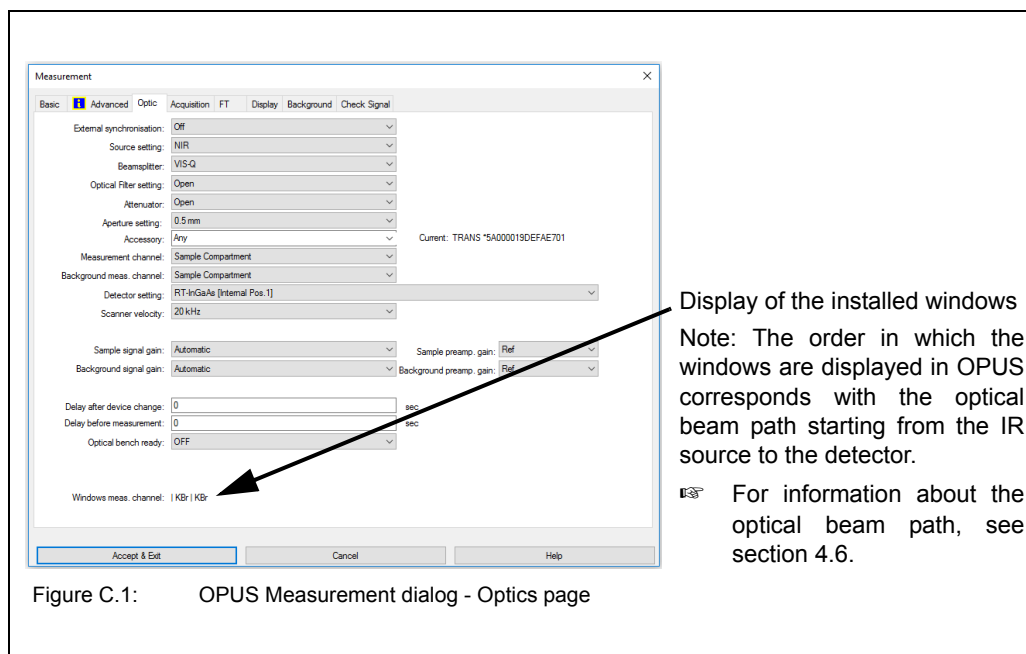 Measurement
Basic Advanced Optic Acquisition FT Display Background Check Signal
External synchronisation: Off
Source setting: NIR
Beamsplitter: VIS-Q
Optical Filter setting: Open
Attenuator: Open
Aperture setting: 0.5 mm
Accessory: Any Current: TRANS *5A000019DEFAE701
Measurement channel: Sample Compartment
Background meas. channel: Sample Compartment
Detector setting: RT-InGaAs [Internal Pos.1]
Scanner velocity: 20 kHz
Sample signal gain: Automatic Sample preamp. gain: Ref
Background signal gain: Automatic Background preamp. gain: Ref
Delay after device change: 0 sec
Delay before measurement: 0 sec
Optical bench ready: OFF
Windows meas. channel: | KBr | KBr
Accept & Exit Cancel Help
Display of the installed windows
Note: The order in which the
windows are displayed in OPUS
corresponds with the optical
beam path starting from the IR
source to the detector.
☞ For information about the
optical beam path, see
section 4.6.
Figure C.1: OPUS Measurement dialog - Optics page